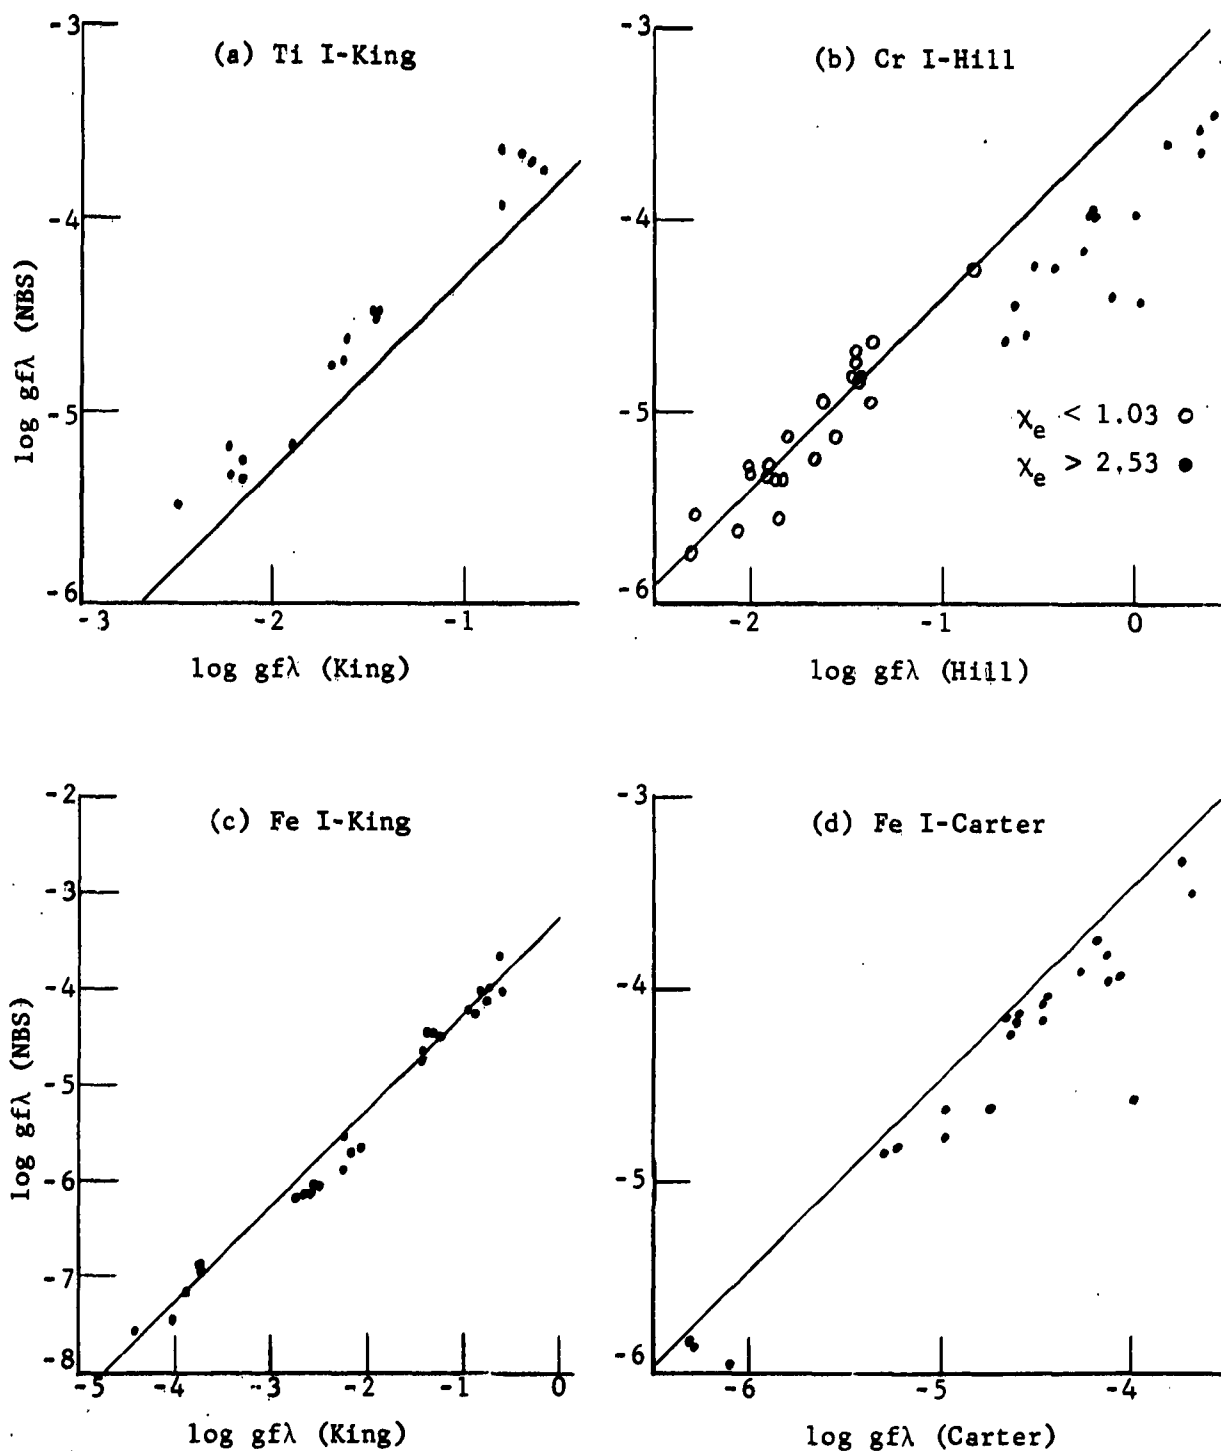 (a) Ti I-King
-3
-4
-5
-6
log gfλ (NBS)
-3
-2
-1
log gfλ (King)
(b) Cr I-Hill
-3
-4
-5
-6
χe < 1.03 o
χe > 2.53 ●
-2
-1
0
log gfλ (Hill)
(c) Fe I-King
-2
-3
-4
-5
-6
-7
-8
log gfλ (NBS)
-5
-4
-3
-2
-1
0
log gfλ (King)
(d) Fe I-Carter
-3
-4
-5
-6
-6
-5
-4
log gfλ (Carter)